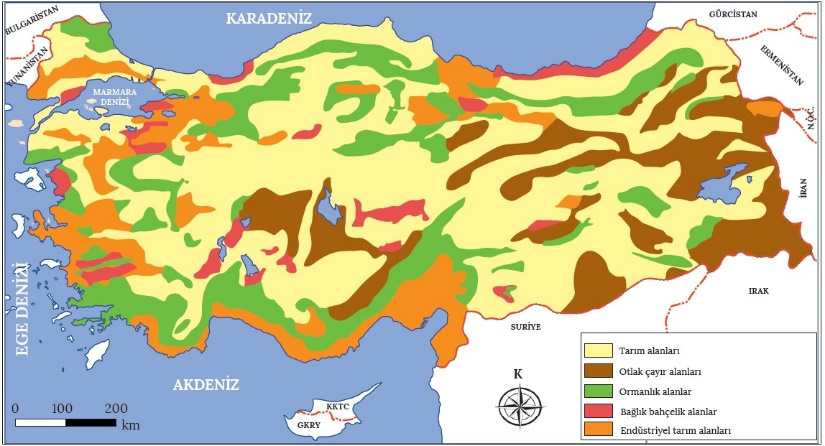 BULGARİSTAN
KARADENİZ
GÜRCİSTAN
YUNANİSTAN
ERMENİSTAN
MARMARA
DENİZİ
NÖC.
İRAN
EGE DENİZİ
IRAK
SURİYE
AKDENİZ
K
KKTC
GKRY
0 100 200
km
Tarım alanları
Otlak çayır alanları
Ormanlık alanlar
Bağlık bahçelik alanlar
Endüstriyel tarım alanları